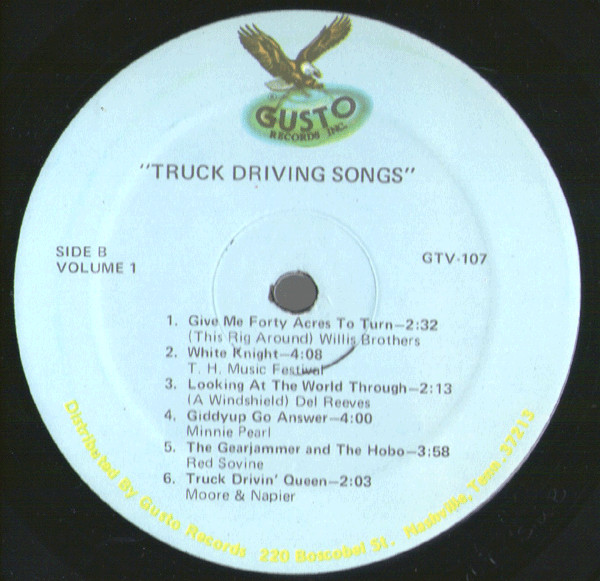 GUSTO
RECORDS INC.
"TRUCK DRIVING SONGS"
SIDE B
VOLUME 1
GTV-107
1. Give Me Forty Acres To Turn—2:32
(This Rig Around) Willis Brothers
2. White Knight—4:08
T. H. Music Festival
3. Looking At The World Through—2:13
(A Windshield) Del Reeves
4. Giddyup Go Answer—4:00
Minnie Pearl
5. The Gearjammer and The Hobo—3:58
Red Sovine
6. Truck Drivin' Queen—2:03
Moore & Napier
Distributed By Gusto Records 220 Boscobel St. Nashville, Tenn. 37213